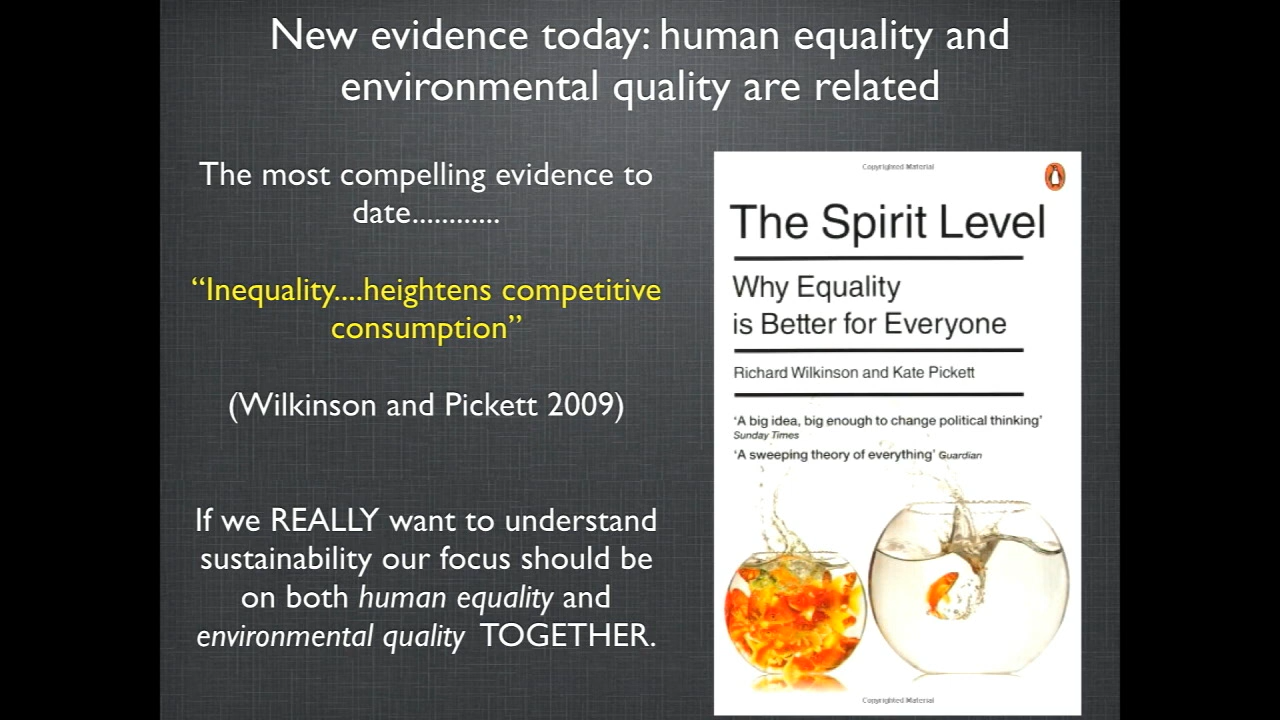 New evidence today: human equality and
environmental quality are related
The most compelling evidence to
date............
“Inequality....heightens competitive
consumption”
(Wilkinson and Pickett 2009)
If we REALLY want to understand
sustainability our focus should be
on both human equality and
environmental quality TOGETHER.
Copyrighted Material
The Spirit Level
Why Equality
is Better for Everyone
Richard Wilkinson and Kate Pickett
‘A big idea, big enough to change political thinking’
Sunday Times
‘A sweeping theory of everything’ Guardian
Copyrighted Material